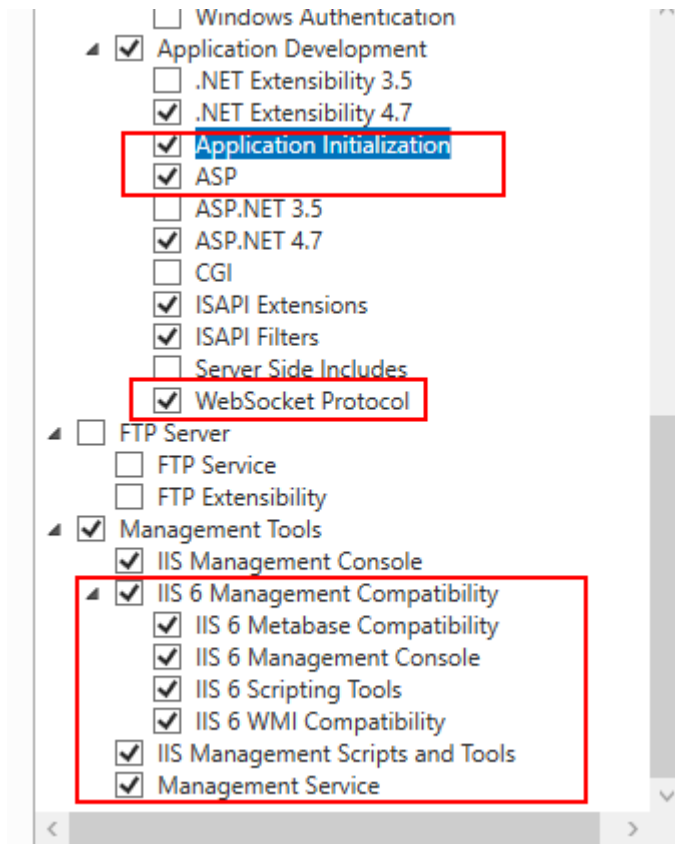 Windows Authentication
Application Development
.NET Extensibility 3.5
.NET Extensibility 4.7
Application Initialization
ASP
ASP.NET 3.5
ASP.NET 4.7
CGI
ISAPI Extensions
ISAPI Filters
Server Side Includes
WebSocket Protocol
FTP Server
FTP Service
FTP Extensibility
Management Tools
IIS Management Console
IIS 6 Management Compatibility
IIS 6 Metabase Compatibility
IIS 6 Management Console
IIS 6 Scripting Tools
IIS 6 WMI Compatibility
IIS Management Scripts and Tools
Management Service